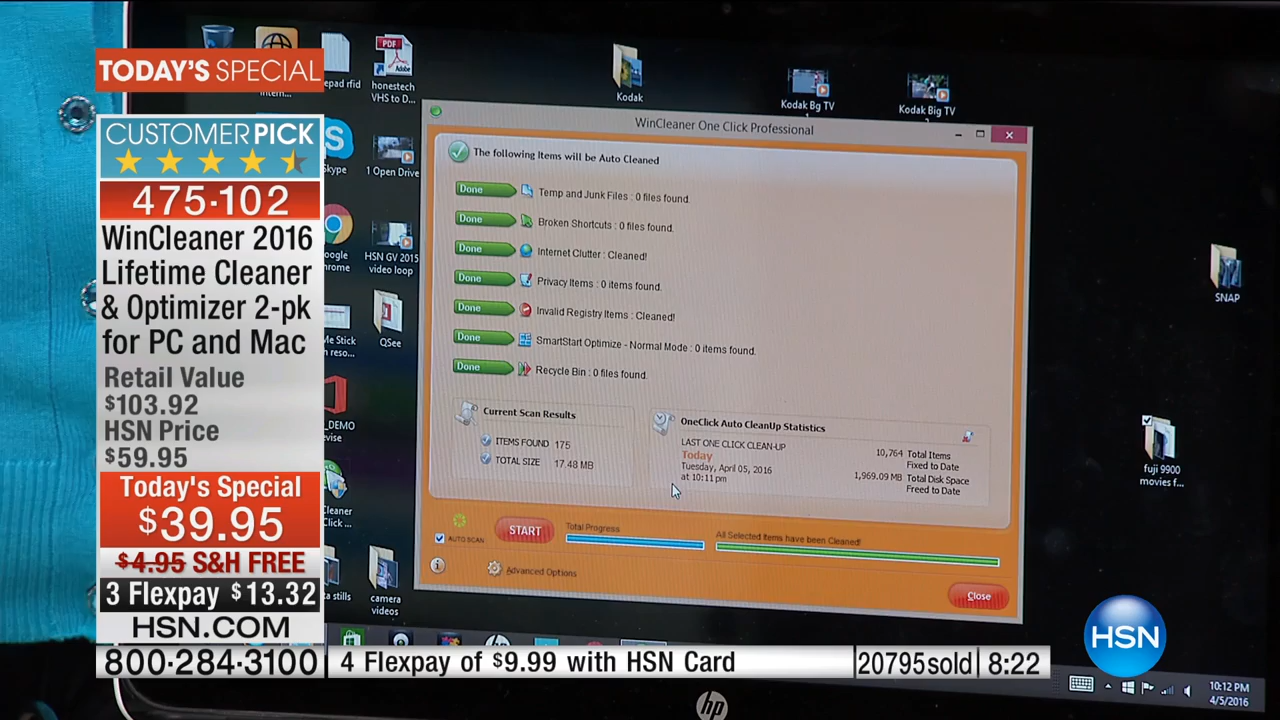 TODAY'S SPECIAL
CUSTOMER PICK
475-102
WinCleaner 2016
Lifetime Cleaner
& Optimizer 2-pk
for PC and Mac
Retail Value
$103.92
HSN Price
$59.95
Today's Special
$39.95
$4.95 S&H FREE
3 Flexpay $13.32
HSN.COM
800-284-3100
4 Flexpay of $9.99 with HSN Card
20795sold
8:22
HSN
PDF
Adobe
honestech
VHS to D...
Skype
1 Open Drive
HSN GV 2015
video loop
QSee
camera
videos
Kodak
Kodak Bg TV
Kodak Big TV
SNAP
fuji 9900
movies f...
WinCleaner One Click Professional
The following Items will be Auto Cleaned
Done Temp and Junk Files : 0 files found.
Done Broken Shortcuts : 0 files found.
Done Internet Clutter : Cleaned!
Done Privacy Items : 0 items found.
Done Invalid Registry Items : Cleaned!
Done SmartStart Optimize - Normal Mode : 0 items found.
Done Recycle Bin : 0 files found.
Current Scan Results
ITEMS FOUND 175
TOTAL SIZE 17.48 MB
OneClick Auto CleanUp Statistics
LAST ONE CLICK CLEAN-UP
Today
Tuesday, April 05, 2016
at 10:11 pm
10,764 Total Items
Fixed to Date
1,969.09 MB Total Disk Space
Freed to Date
AUTO SCAN
START
Total Progress
All Selected Items have been Cleaned!
Advanced Options
Close
hp
10:12 PM
4/5/2016